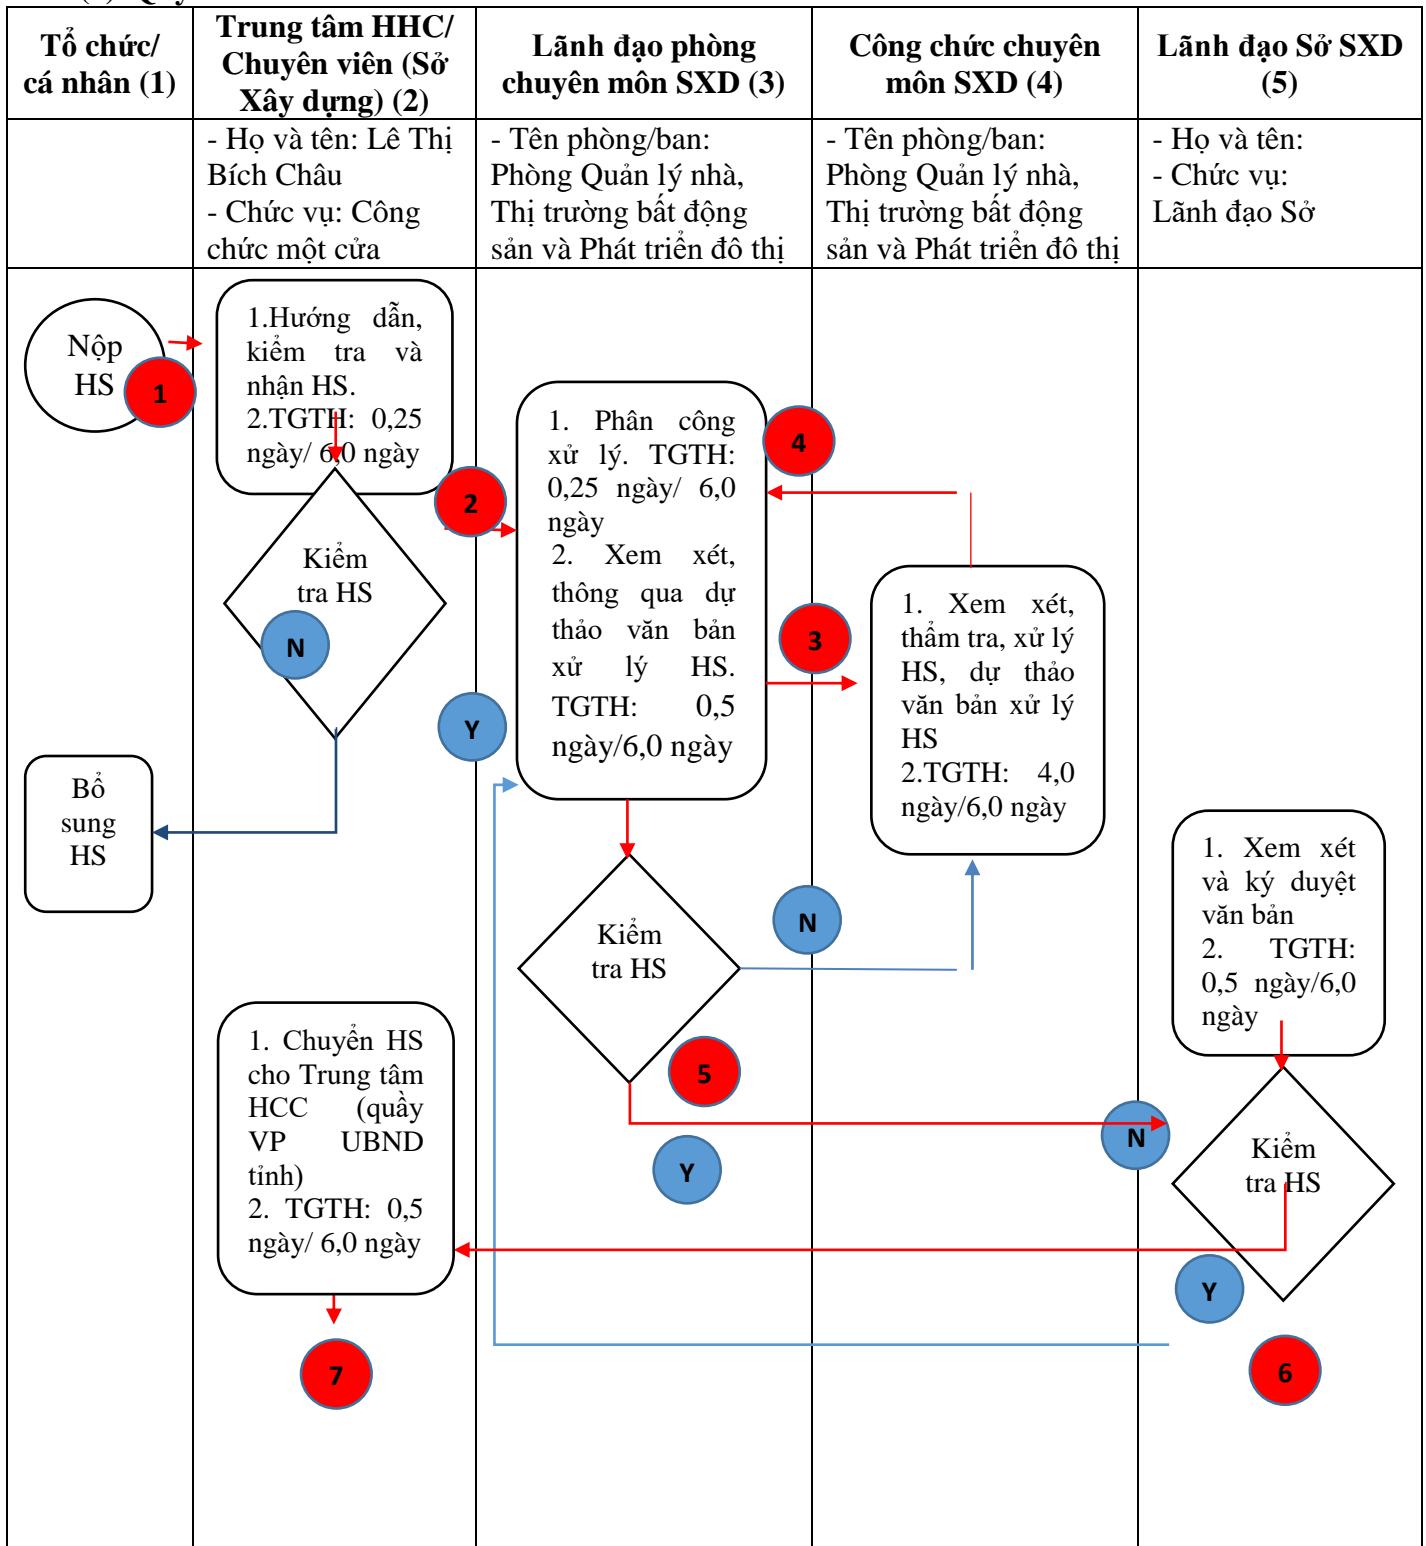 Tổ chức/
cá nhân (1)
Trung tâm HHC/
Chuyên viên (Sở
Xây dựng) (2)
Lãnh đạo phòng
chuyên môn SXD (3)
Công chức chuyên
môn SXD (4)
Lãnh đạo Sở SXD
(5)
- Họ và tên: Lê Thị
Bích Châu
- Chức vụ: Công
chức một cửa
- Tên phòng/ban:
Phòng Quản lý nhà,
Thị trường bất động
sản và Phát triển đô thị
- Tên phòng/ban:
Phòng Quản lý nhà,
Thị trường bất động
sản và Phát triển đô thị
- Họ và tên:
- Chức vụ:
Lãnh đạo Sở
Nộp
HS
1
1.Hướng dẫn,
kiểm tra và
nhận HS.
2.TGTH: 0,25
ngày/ 6,0 ngày
2
Kiểm
tra HS
N
Y
Bổ
sung
HS
1. Phân công
xử lý. TGTH:
0,25 ngày/ 6,0
ngày
2. Xem xét,
thông qua dự
thảo văn bản
xử lý HS.
TGTH: 0,5
ngày/6,0 ngày
4
3
1. Xem xét,
thẩm tra, xử lý
HS, dự thảo
văn bản xử lý
HS
2.TGTH: 4,0
ngày/6,0 ngày
Kiểm
tra HS
N
5
Y
1. Xem xét
và ký duyệt
văn bản
2. TGTH:
0,5 ngày/6,0
ngày
N
Kiểm
tra HS
Y
6
1. Chuyển HS
cho Trung tâm
HCC (quầy
VP UBND
tỉnh)
2. TGTH: 0,5
ngày/ 6,0 ngày
7